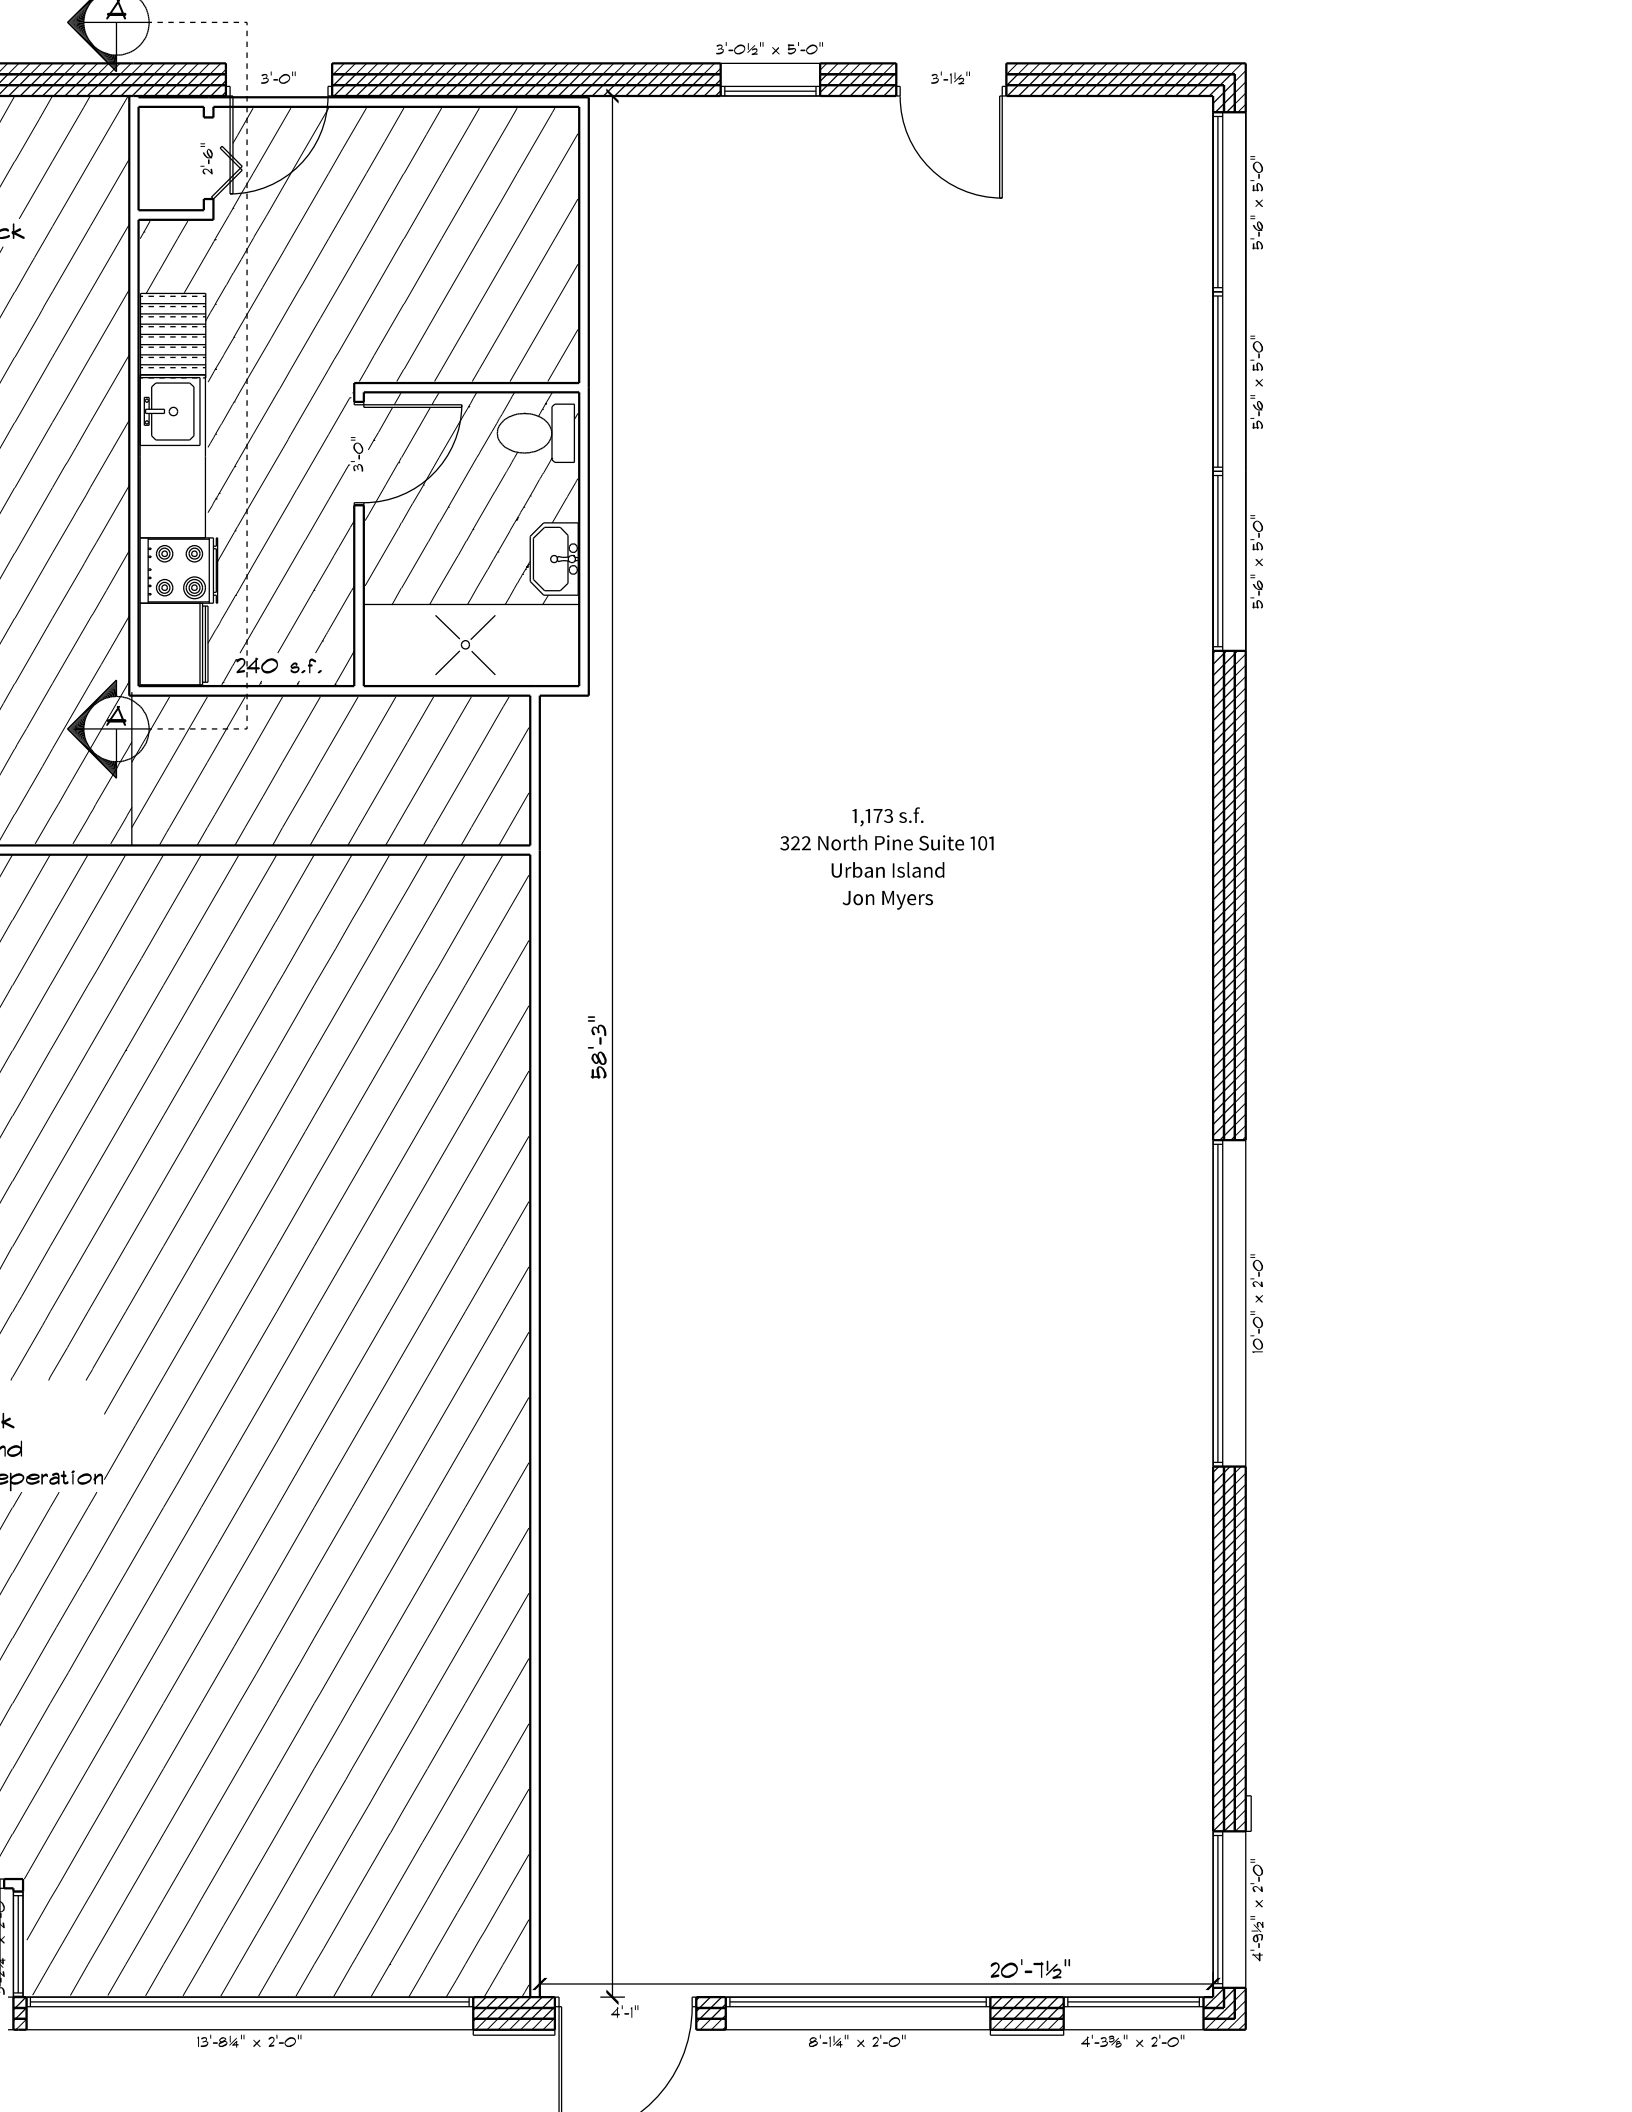 A
3'-0½" x 5'-0"
3'-0"
3'-1½"
2'-6"
5'-6" x 5'-0"
ck
5'-6" x 5'-0"
3'-0"
5'-6" x 5'-0"
240 s.f.
A
1,173 s.f.
322 North Pine Suite 101
Urban Island
Jon Myers
58'-3"
10'-0" x 2'-0"
k
nd
eperation
4'-9½" x 2'-0"
20'-7½"
4'-1"
13'-8¼" x 2'-0"
8'-1¼" x 2'-0"
4'-3⅝" x 2'-0"